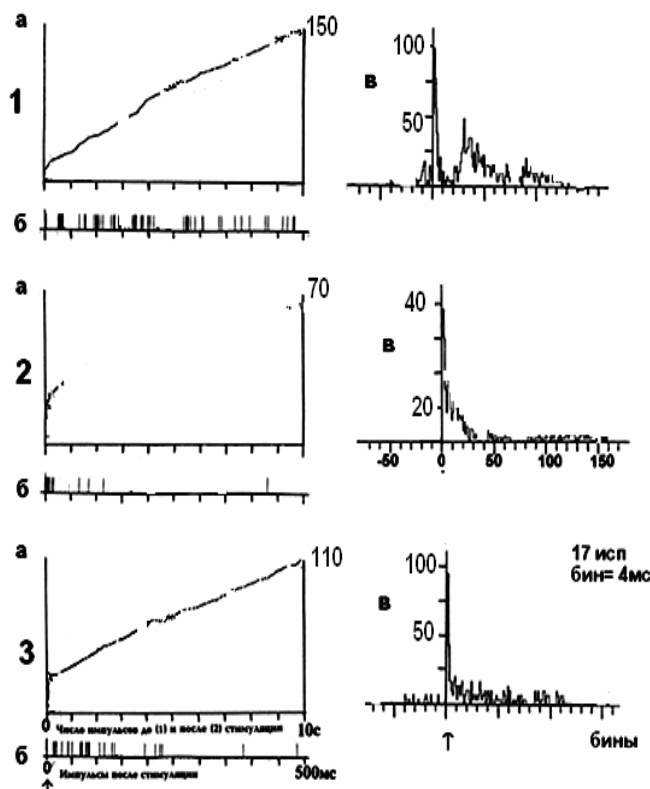 а
150
1
100
50
В
б
а
70
2
40
20
В
-50 0 50 100 150
б
а
110
3
100
50
В
17 исп
бин= 4мс
0 Число импульсов до (1) и после (2) стимуляции 10с
б
0 Импульсы после стимуляции 500мс
↑
↑
бины